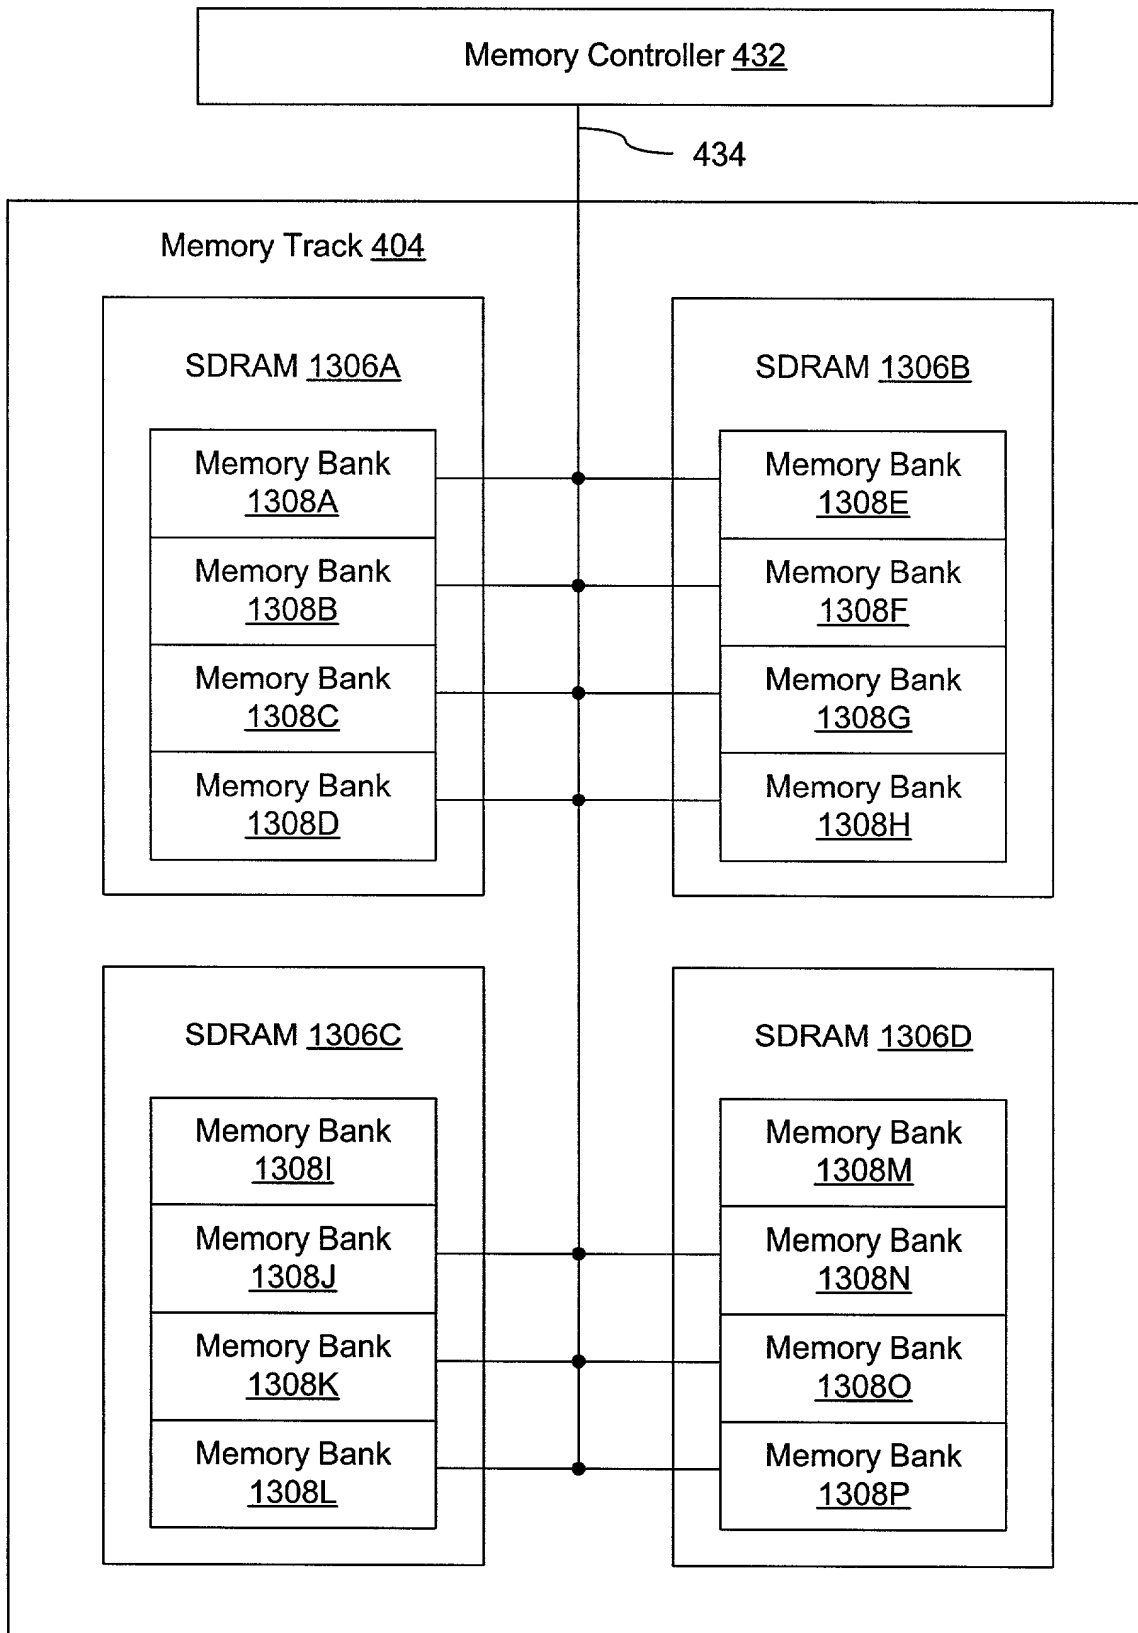 Memory Controller 432
434
Memory Track 404
SDRAM 1306A
Memory Bank
1308A
Memory Bank
1308B
Memory Bank
1308C
Memory Bank
1308D
SDRAM 1306B
Memory Bank
1308E
Memory Bank
1308F
Memory Bank
1308G
Memory Bank
1308H
SDRAM 1306C
Memory Bank
1308I
Memory Bank
1308J
Memory Bank
1308K
Memory Bank
1308L
SDRAM 1306D
Memory Bank
1308M
Memory Bank
1308N
Memory Bank
1308O
Memory Bank
1308P